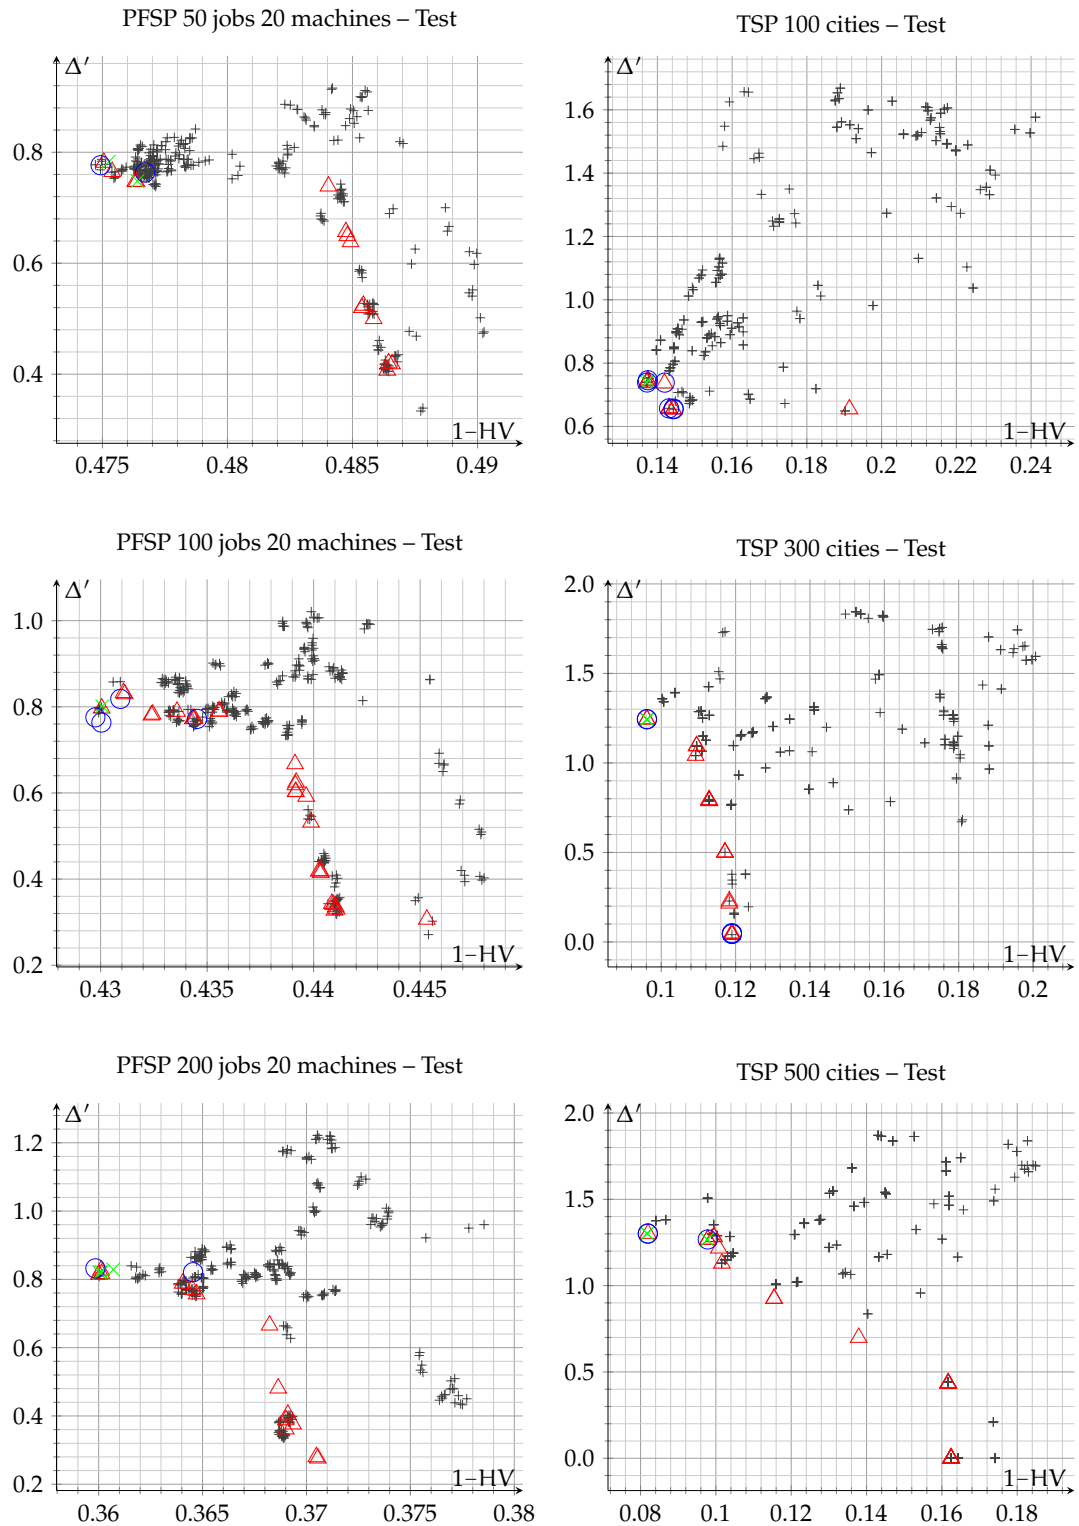 PFSP 50 jobs 20 machines – Test
Δ′
0.8
0.6
0.4
1–HV
0.475 0.48 0.485 0.49
TSP 100 cities – Test
Δ′
1.6
1.4
1.2
1.0
0.8
0.6
1–HV
0.14 0.16 0.18 0.2 0.22 0.24
PFSP 100 jobs 20 machines – Test
Δ′
1.0
0.8
0.6
0.4
0.2
1–HV
0.43 0.435 0.44 0.445
TSP 300 cities – Test
2.0
Δ′
1.5
1.0
0.5
0.0
1–HV
0.1 0.12 0.14 0.16 0.18 0.2
PFSP 200 jobs 20 machines – Test
Δ′
1.2
1.0
0.8
0.6
0.4
0.2
1–HV
0.36 0.365 0.37 0.375 0.38
TSP 500 cities – Test
2.0
Δ′
1.5
1.0
0.5
0.0
1–HV
0.08 0.1 0.12 0.14 0.16 0.18